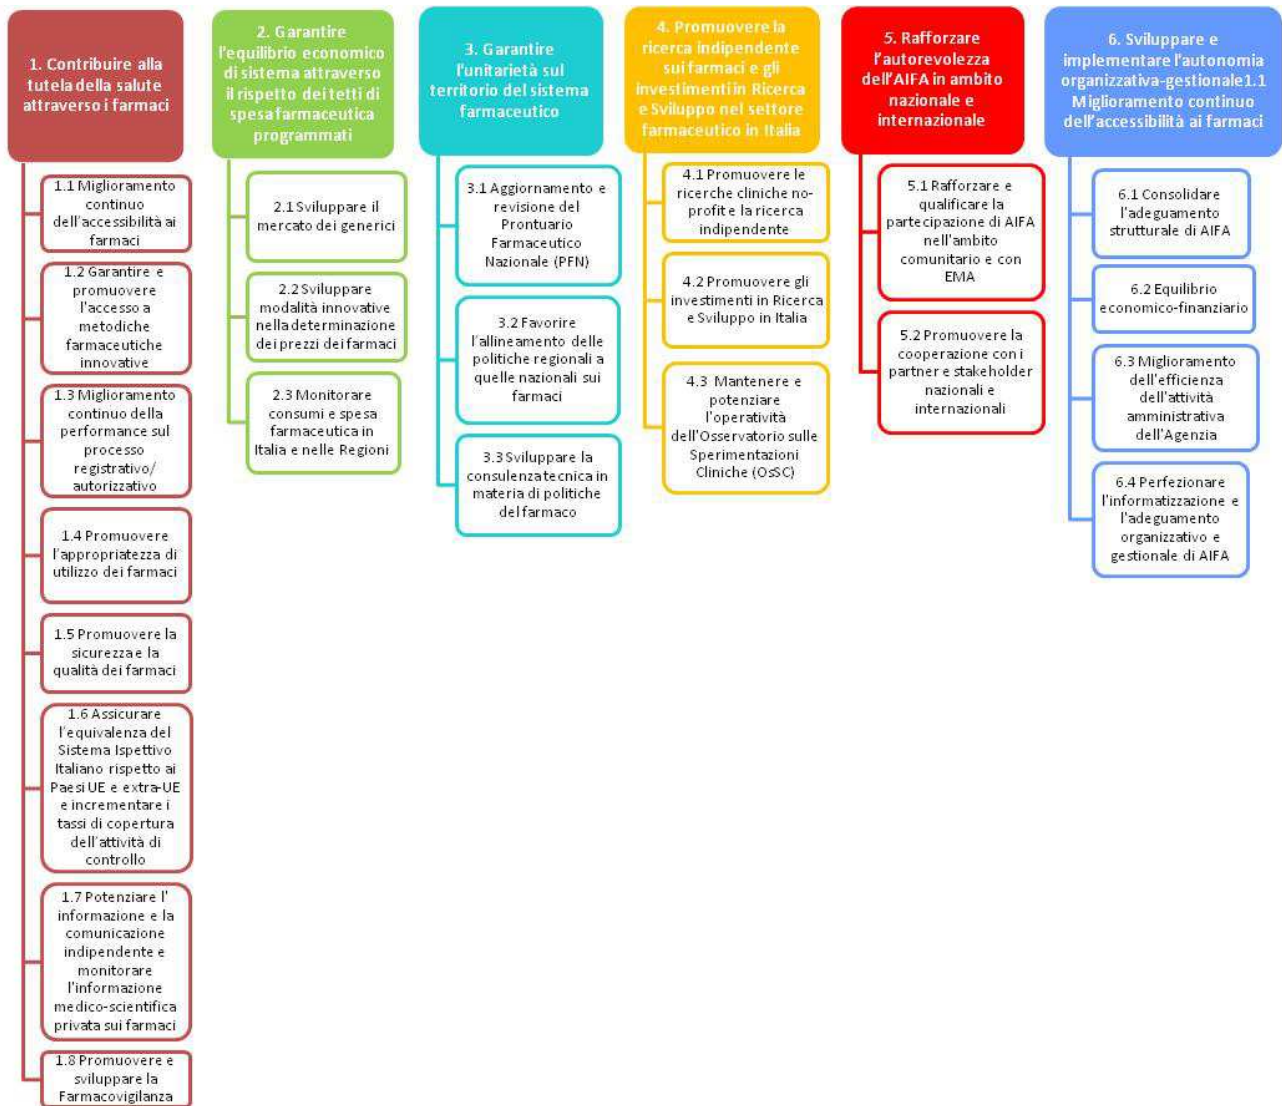 1. Contribuire alla
tutela della salute
attraverso i farmaci
1.1 Miglioramento
continuo
dell'accessibilità ai
farmaci
1.2 Garantire e
promuovere
l'accesso a
metodiche
farmaceutiche
innovative
1.3 Miglioramento
continuo della
performance sul
processo
registrativo/
autorizzativo
1.4 Promuovere
l'appropriatezza di
utilizzo dei farmaci
1.5 Promuovere la
sicurezza e la
qualità dei farmaci
1.6 Assicurare
l'equivalenza del
Sistema Ispettivo
Italiano rispetto ai
Paesi UE e extra-UE
e incrementare i
tassi di copertura
dell'attività di
controllo
1.7 Potenziare l'
informazione e la
comunicazione
indipendente e
monitorare
l'informazione
medico-scientifica
privata sui farmaci
1.8 Promuovere e
sviluppare la
Farmacovigilanza
2. Garantire
l'equilibrio economico
di sistema attraverso
il rispetto dei tetti di
spesa farmaceutica
programmati
2.1 Sviluppare il
mercato dei generici
2.2 Sviluppare
modalità innovative
nella determinazione
dei prezzi dei farmaci
2.3 Monitorare
consumi e spesa
farmaceutica in
Italia e nelle Regioni
3. Garantire
l'unitarietà sul
territorio del sistema
farmaceutico
3.1 Aggiornamento e
revisione del
Prontuario
Farmaceutico
Nazionale (PFN)
3.2 Favorire
l'allineamento delle
politiche regionali a
quelle nazionali sui
farmaci
3.3 Sviluppare la
consulenza tecnica in
materia di politiche
del farmaco
4. Promuovere la
ricerca indipendente
sui farmaci e gli
investimenti in Ricerca
e Sviluppo nel settore
farmaceutico in Italia
4.1 Promuovere le
ricerche cliniche no-
profit e la ricerca
indipendente
4.2 Promuovere gli
investimenti in Ricerca
e Sviluppo in Italia
4.3 Mantenere e
potenziare
l'operatività
dell'Osservatorio sulle
Sperimentazioni
Cliniche (OsSC)
5. Rafforzare
l'autorevolezza
dell'AIFA in ambito
nazionale e
internazionale
5.1 Rafforzare e
qualificare la
partecipazione di AIFA
nell'ambito
comunitario e con
EMA
5.2 Promuovere la
cooperazione con i
partner e stakeholder
nazionali e
internazionali
6. Sviluppare e
implementare l'autonomia
organizzativa-gestionale1.1
Miglioramento continuo
dell'accessibilità ai farmaci
6.1 Consolidare
l'adeguamento
strutturale di AIFA
6.2 Equilibrio
economico-finanziario
6.3 Miglioramento
dell'efficienza
dell'attività
amministrativa
dell'Agenzia
6.4 Perfezionare
l'informatizzazione e
l'adeguamento
organizzativo e
gestionale di AIFA